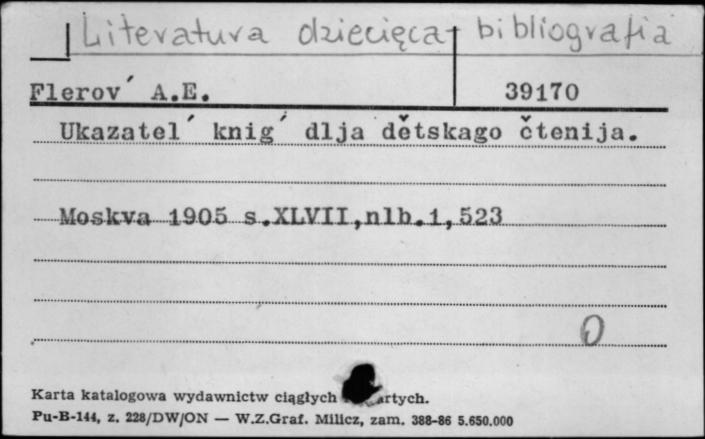 Literatura dziecięca - bibliografia
Flerov´ A.E. 39170
Ukazatel´ knig´ dlja dětskago čtenija.
Moskva 1905 s.XLVII,nlb.1,523
0
Karta katalogowa wydawnictw ciągłych
Pu-B-144, z. 228/DW/ON — W.Z.Graf. Milicz, zam. 388-86 5.650.000